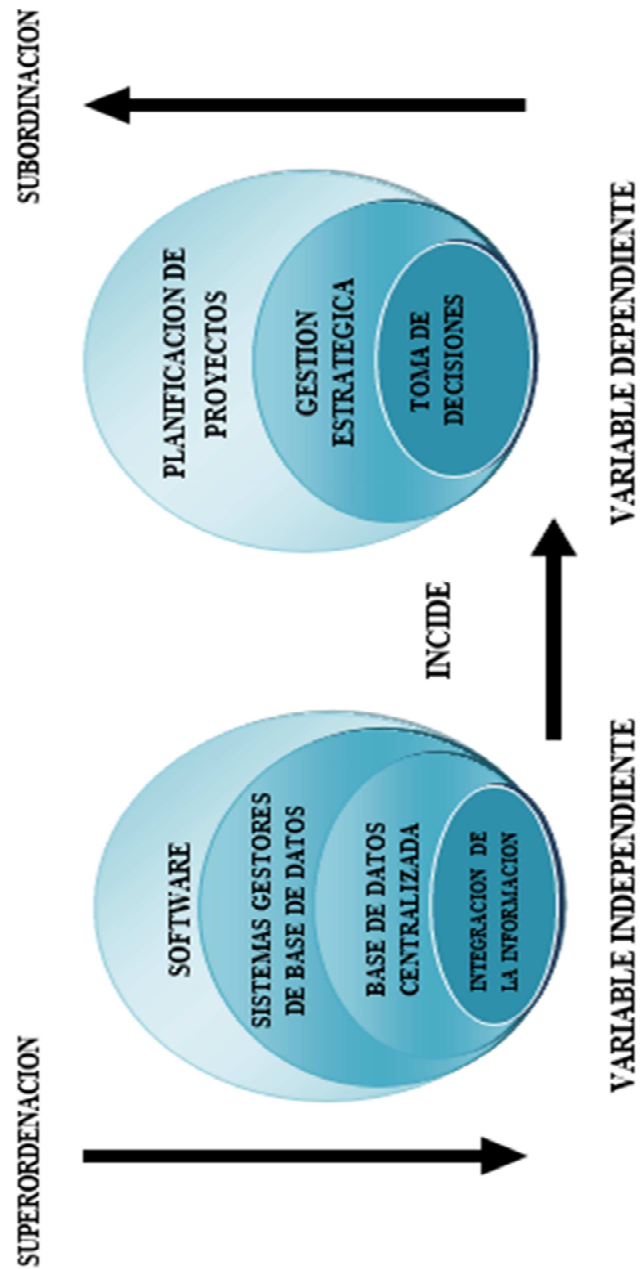 SUPERORDENACION
SUBORDINACION
SOFTWARE
SISTEMAS GESTORES
DE BASE DE DATOS
BASE DE DATOS
CENTRALIZADA
INTEGRACION DE
LA INFORMACION
INCIDE
PLANIFICACION DE
PROYECTOS
GESTION
ESTRATEGICA
TOMA DE
DECISIONES
VARIABLE INDEPENDIENTE
VARIABLE DEPENDIENTE